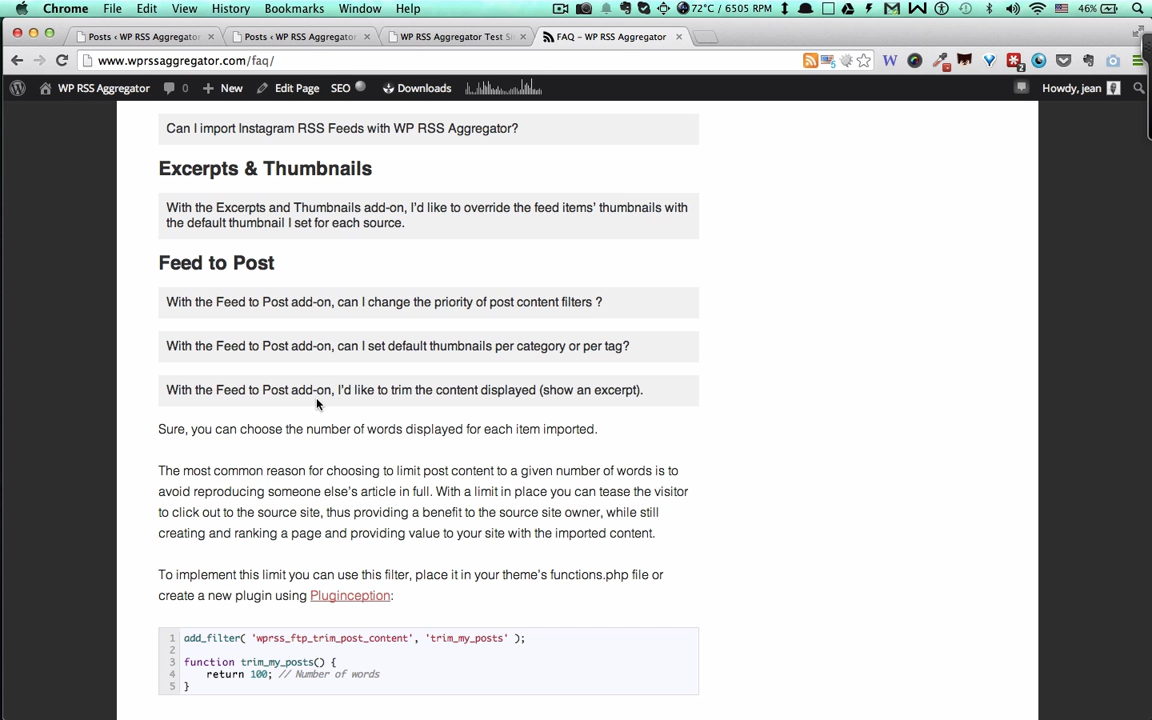 Chrome File Edit View History Bookmarks Window Help 72°C / 6505 RPM 46%
Posts ‹ WP RSS Aggregator × Posts ‹ WP RSS Aggregator × WP RSS Aggregator Test Si × FAQ – WP RSS Aggregator ×
www.wprssaggregator.com/faq/
WP RSS Aggregator 0 + New Edit Page SEO Downloads Howdy, jean
Can I import Instagram RSS Feeds with WP RSS Aggregator?
Excerpts & Thumbnails
With the Excerpts and Thumbnails add-on, I'd like to override the feed items' thumbnails with
the default thumbnail I set for each source.
Feed to Post
With the Feed to Post add-on, can I change the priority of post content filters ?
With the Feed to Post add-on, can I set default thumbnails per category or per tag?
With the Feed to Post add-on, I'd like to trim the content displayed (show an excerpt).
Sure, you can choose the number of words displayed for each item imported.
The most common reason for choosing to limit post content to a given number of words is to
avoid reproducing someone else's article in full. With a limit in place you can tease the visitor
to click out to the source site, thus providing a benefit to the source site owner, while still
creating and ranking a page and providing value to your site with the imported content.
To implement this limit you can use this filter, place it in your theme's functions.php file or
create a new plugin using Pluginception:
1 add_filter( 'wprss_ftp_trim_post_content', 'trim_my_posts' );
2
3 function trim_my_posts() {
4 return 100; // Number of words
5 }